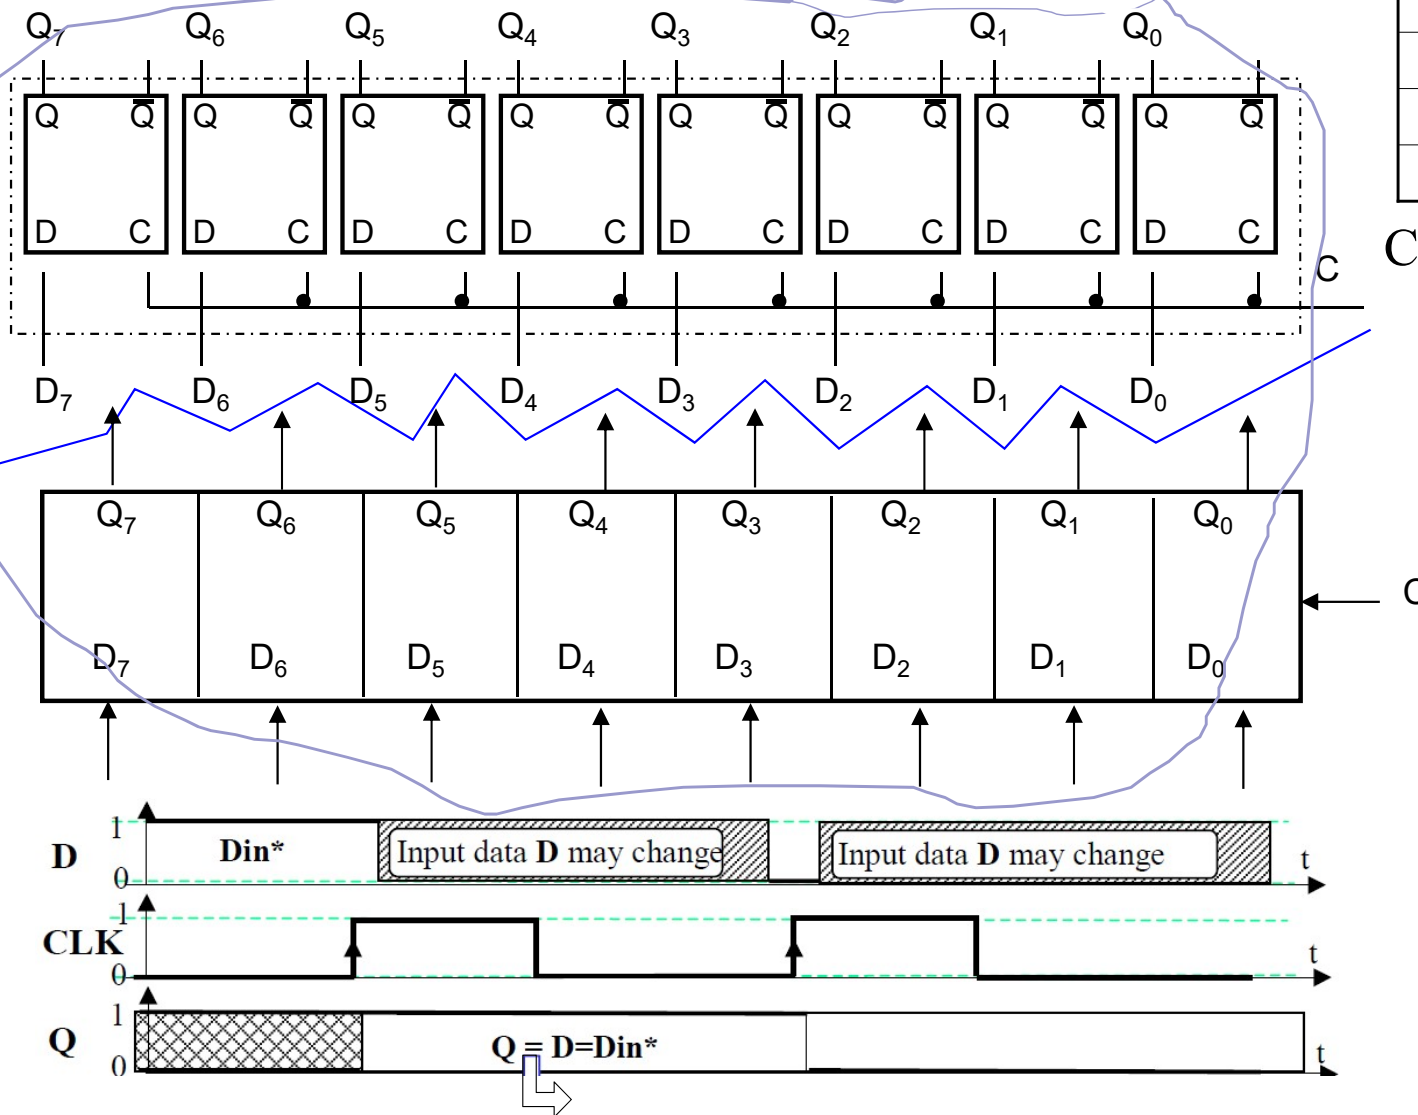 Q7 Q6 Q5 Q4 Q3 Q2 Q1 Q0
Q Q̅ Q Q̅ Q Q̅ Q Q̅ Q Q̅ Q Q̅ Q Q̅ Q Q̅
D C D C D C D C D C D C D C D C
C
C
D7 D6 D5 D4 D3 D2 D1 D0
Q7 Q6 Q5 Q4 Q3 Q2 Q1 Q0
D7 D6 D5 D4 D3 D2 D1 D0
1
D Din* Input data D may change Input data D may change t
0
1
CLK t
0
1
Q Q = D=Din* t
0